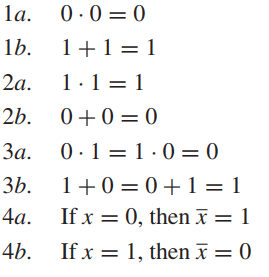 1a. 0 · 0 = 0
1b. 1 + 1 = 1
2a. 1 · 1 = 1
2b. 0 + 0 = 0
3a. 0 · 1 = 1 · 0 = 0
3b. 1 + 0 = 0 + 1 = 1
4a. If x = 0, then x̅ = 1
4b. If x = 1, then x̅ = 0